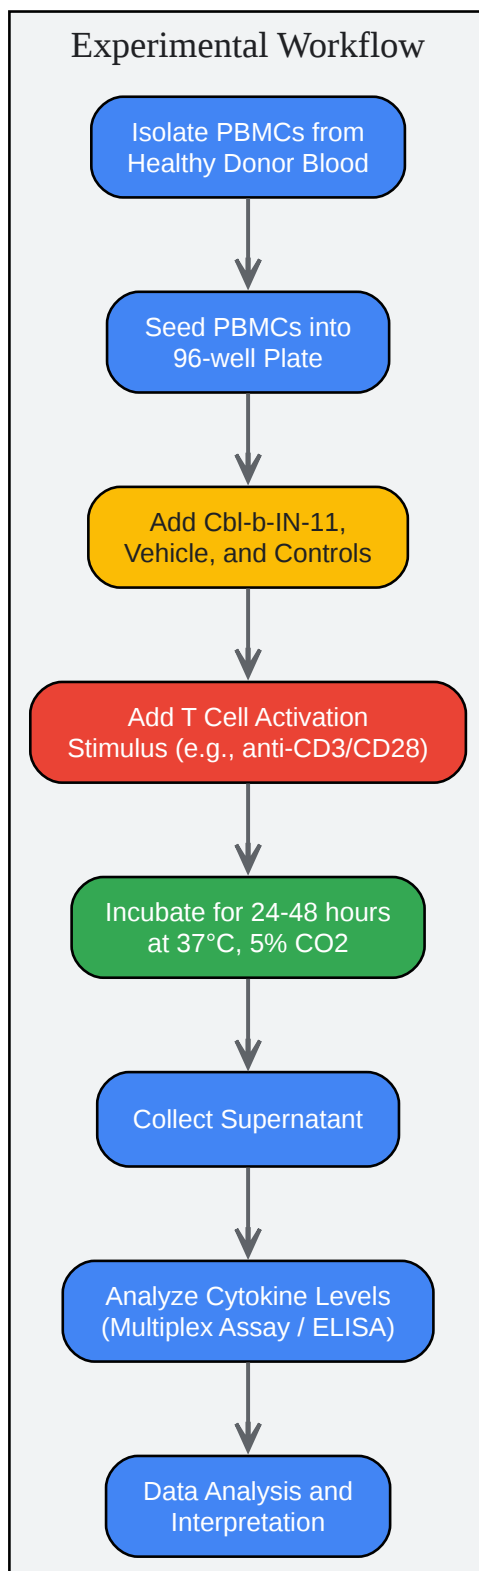 Experimental Workflow
Isolate PBMCs from
Healthy Donor Blood
Seed PBMCs into
96-well Plate
Add Cbl-b-IN-11,
Vehicle, and Controls
Add T Cell Activation
Stimulus (e.g., anti-CD3/CD28)
Incubate for 24-48 hours
at 37°C, 5% CO2
Collect Supernatant
Analyze Cytokine Levels
(Multiplex Assay / ELISA)
Data Analysis and
Interpretation